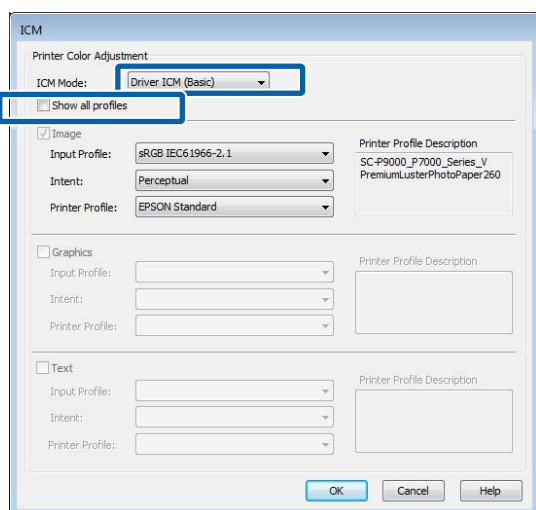 ICM
Printer Color Adjustment
ICM Mode: Driver ICM (Basic)
Show all profiles
Image
Input Profile: sRGB IEC61966-2.1
Intent: Perceptual
Printer Profile: EPSON Standard
Printer Profile Description
SC-P9000_P7000_Series_V
PremiumLusterPhotoPaper260
Graphics
Input Profile:
Intent:
Printer Profile:
Printer Profile Description
Text
Input Profile:
Intent:
Printer Profile:
Printer Profile Description
OK Cancel Help